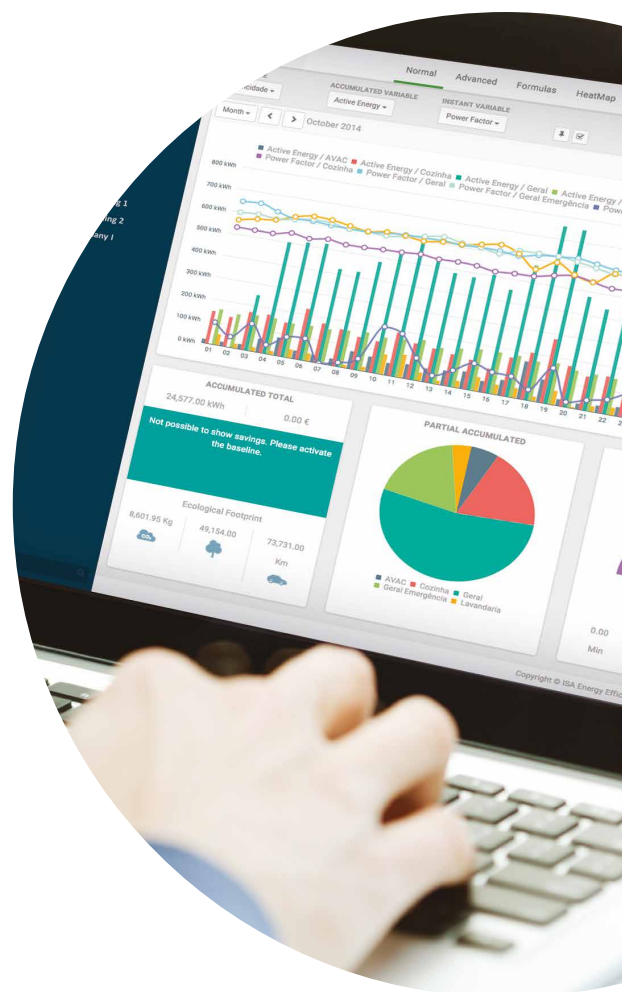 Normal Advanced Formulas HeatMap
ACCUMULATED VARIABLE
Active Energy
INSTANT VARIABLE
Power Factor
Month
October 2014
Active Energy / AVAC Active Energy / Cozinha Active Energy / Geral Active Energy /
Power Factor / Cozinha Power Factor / Geral Power Factor / Geral Emergência
800 kWh
700 kWh
600 kWh
500 kWh
400 kWh
300 kWh
200 kWh
100 kWh
0 kWh
01 02 03 04 05 06 07 08 09 10 11 12 13 14 15 16 17 18 19 20 21 22
ACCUMULATED TOTAL
24,577.00 kWh 0.00 €
Not possible to show savings. Please activate
the baseline.
Ecological Footprint
8,601.95 Kg 49,154.00 73,731.00
Km
PARTIAL ACCUMULATED
AVAC Cozinha Geral
Geral Emergência Lavandaria
0.00
Min
Copyright © ISA Energy